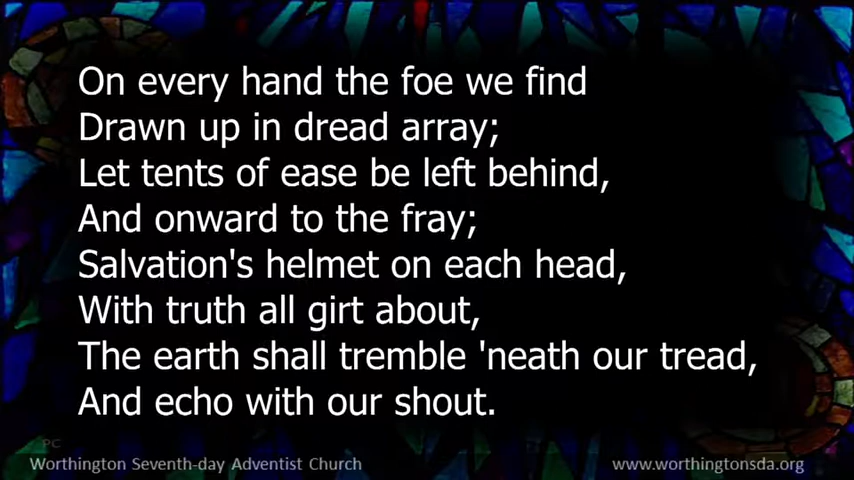 On every hand the foe we find
Drawn up in dread array;
Let tents of ease be left behind,
And onward to the fray;
Salvation's helmet on each head,
With truth all girt about,
The earth shall tremble 'neath our tread,
And echo with our shout.
PC
Worthington Seventh-day Adventist Church
www.worthingtonsda.org